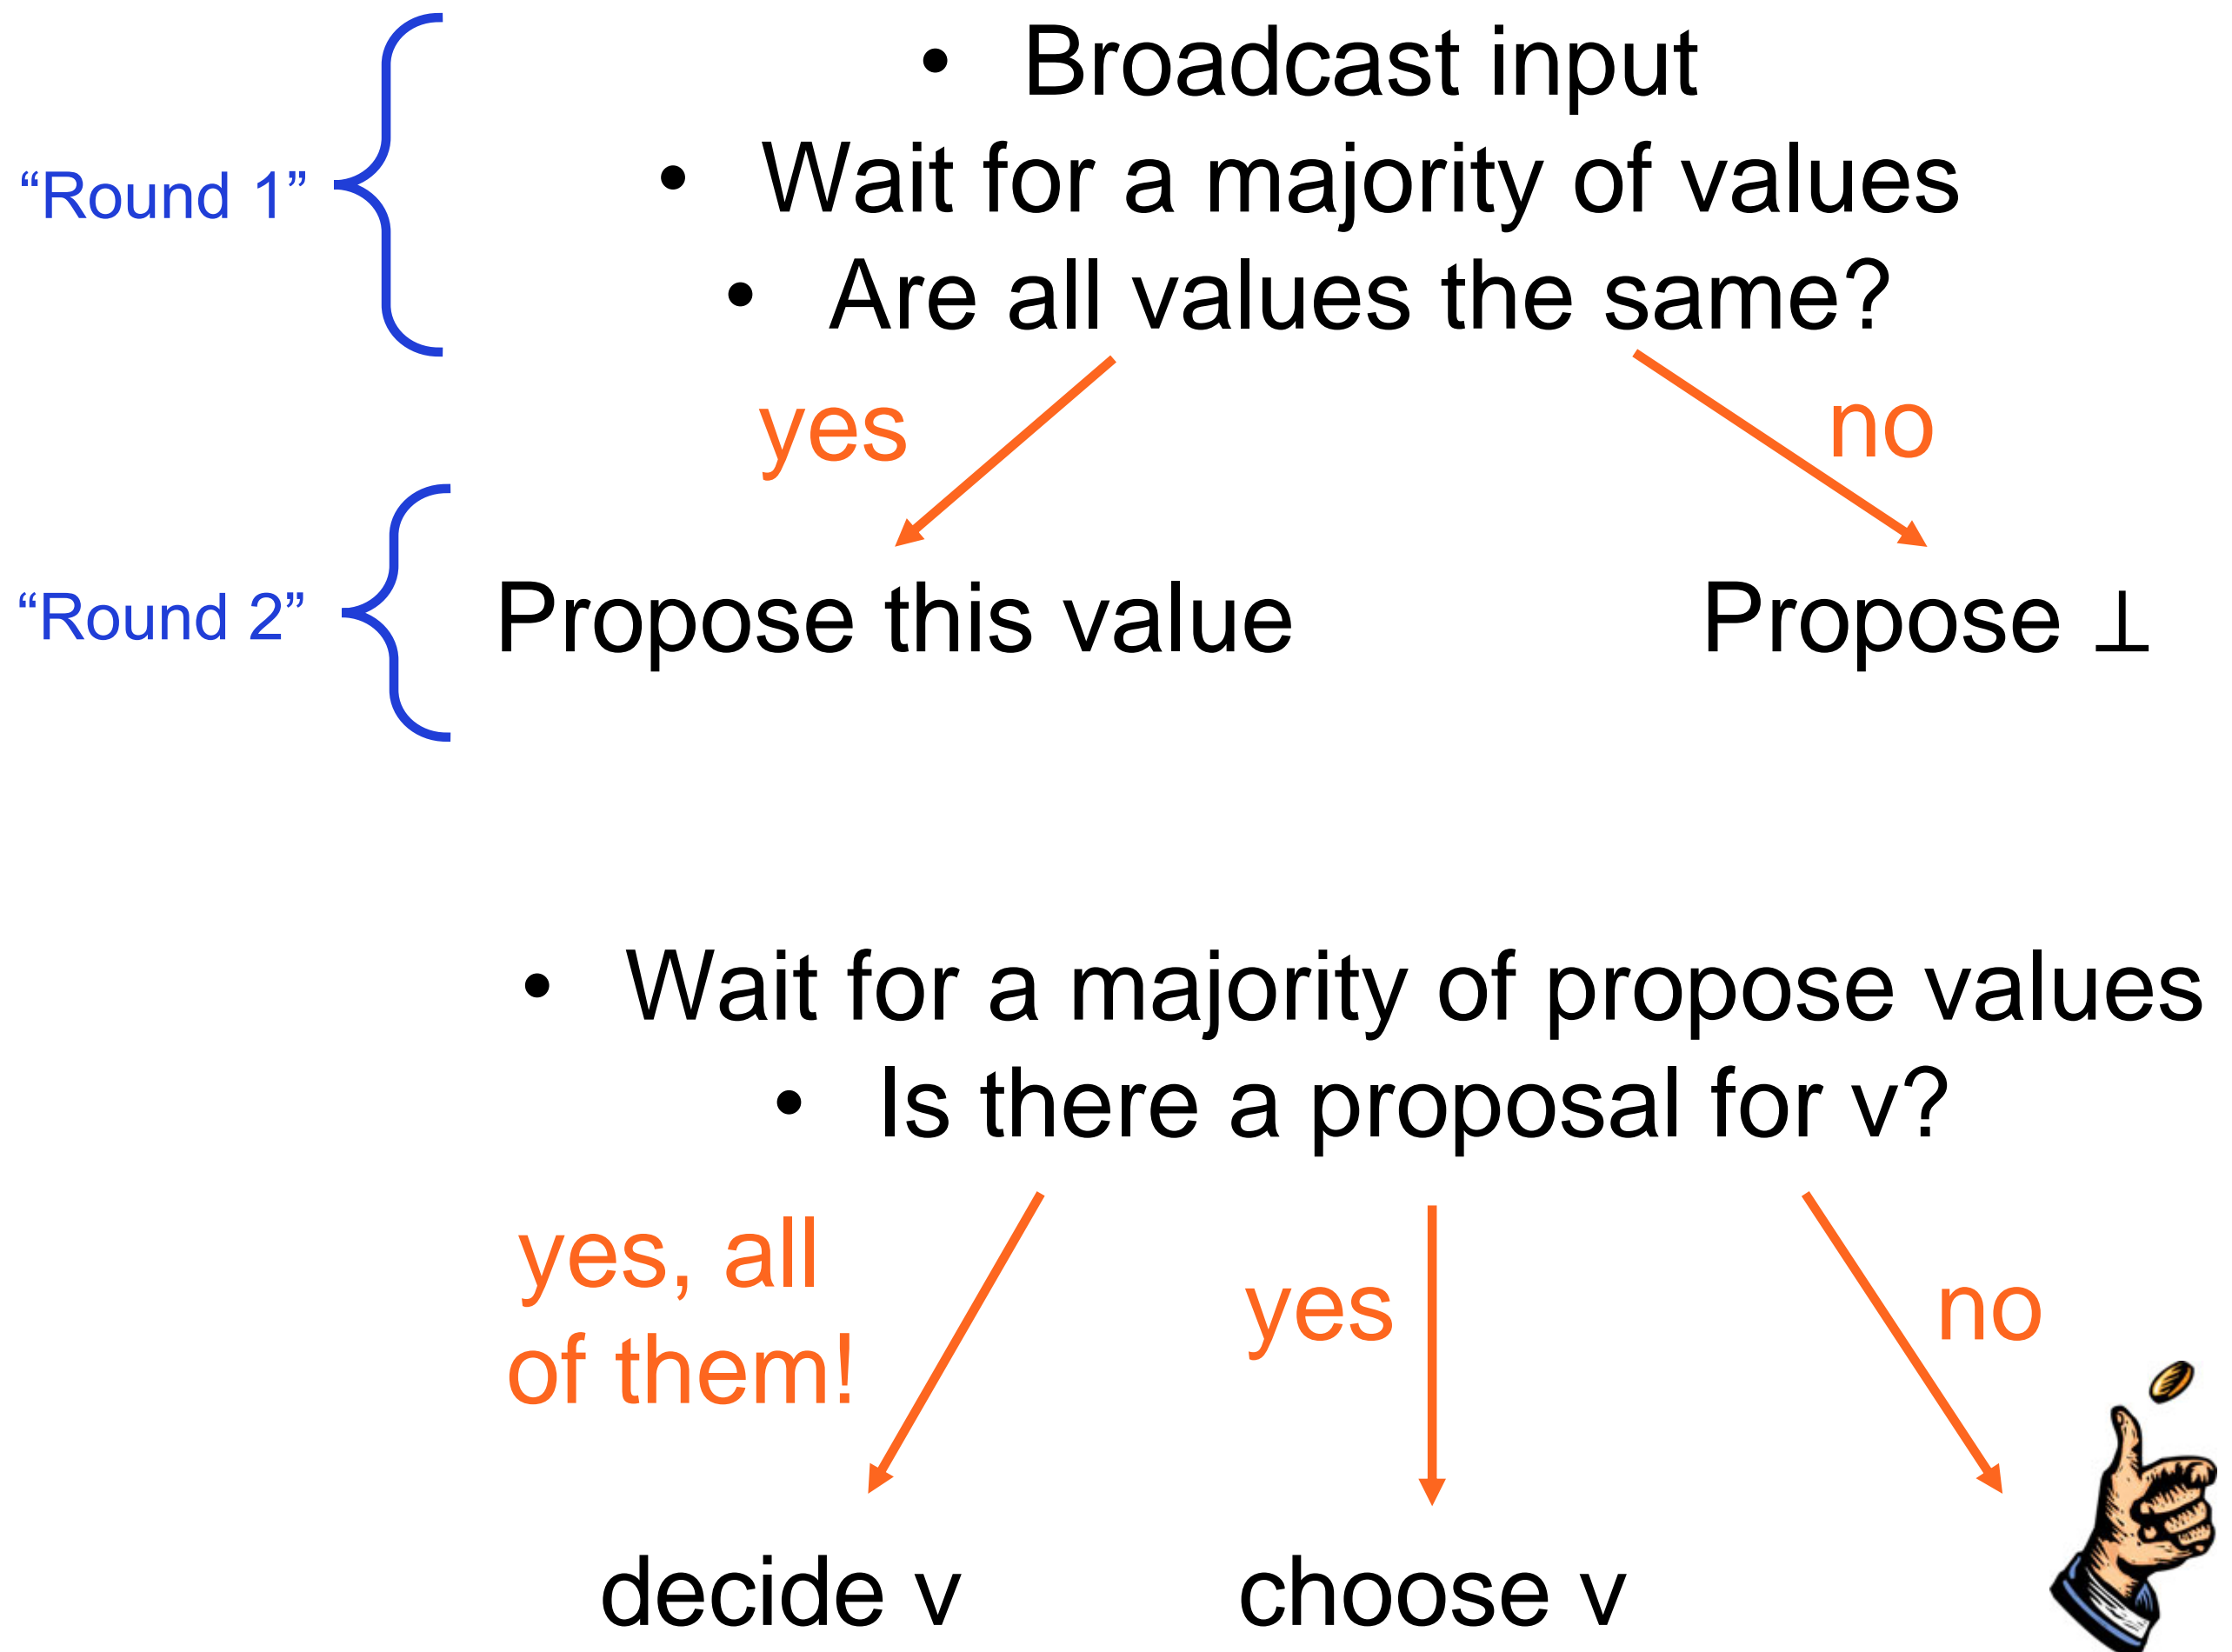 • Broadcast input
“Round 1”
• Wait for a majority of values
• Are all values the same?
yes
no
“Round 2”
Propose this value
Propose ⊥
• Wait for a majority of propose values
• Is there a proposal for v?
yes, all
of them!
yes
no
decide v
choose v